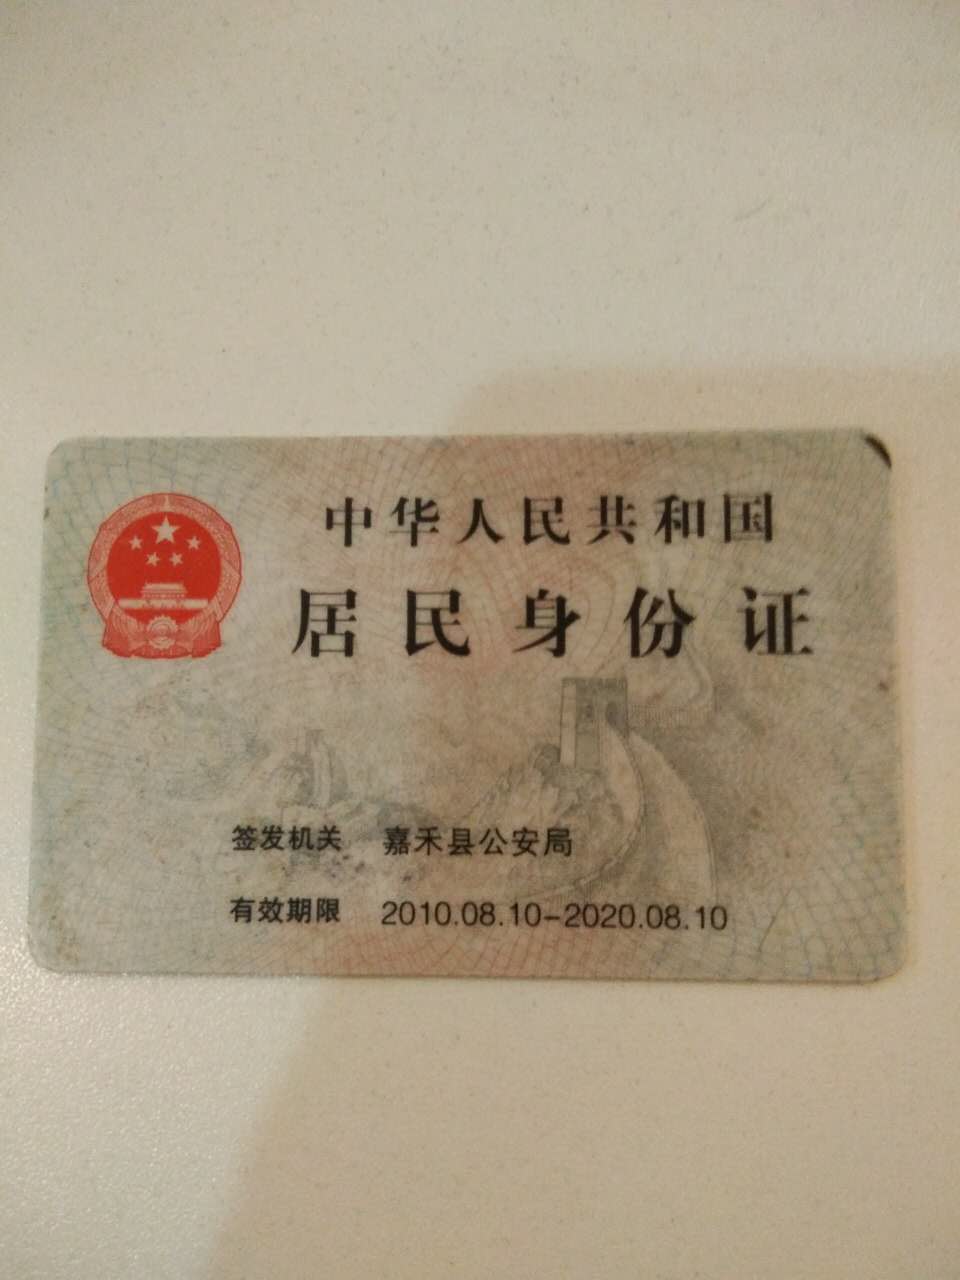 中华人民共和国
居民身份证
签发机关 嘉禾县公安局
有效期限 2010.08.10-2020.08.10